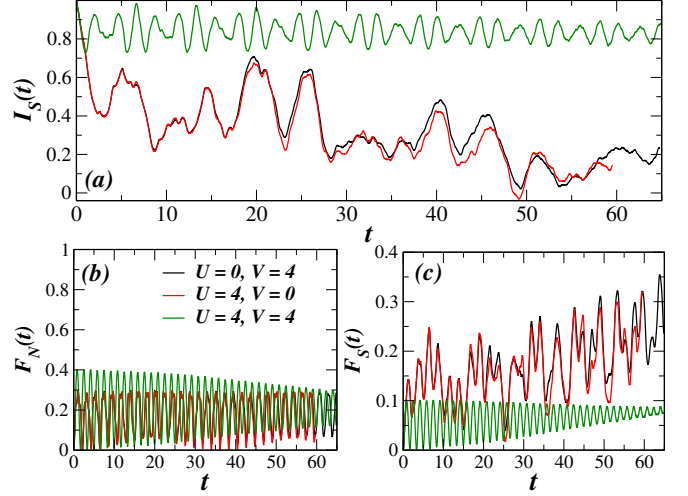 1
0.8
0.6
0.4
0.2
0
I_S(t)
(a)
0 10 20 30 40 50 60
t
1
0.8
0.6
0.4
0.2
0
F_N(t)
(b)
U = 0, V = 4
U = 4, V = 0
U = 4, V = 4
0 10 20 30 40 50 60
t
0.4
0.3
0.2
0.1
0
F_S(t)
(c)
0 10 20 30 40 50 60
t